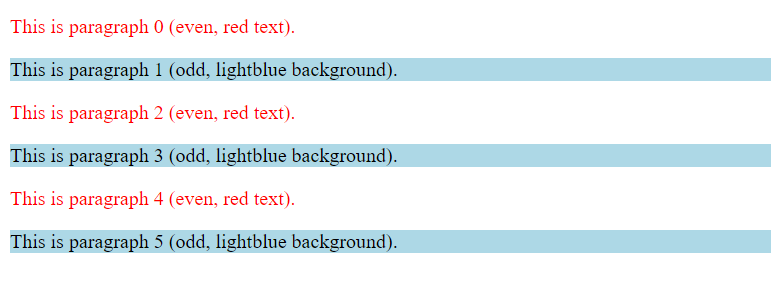 This is paragraph 0 (even, red text).
This is paragraph 1 (odd, lightblue background).
This is paragraph 2 (even, red text).
This is paragraph 3 (odd, lightblue background).
This is paragraph 4 (even, red text).
This is paragraph 5 (odd, lightblue background).